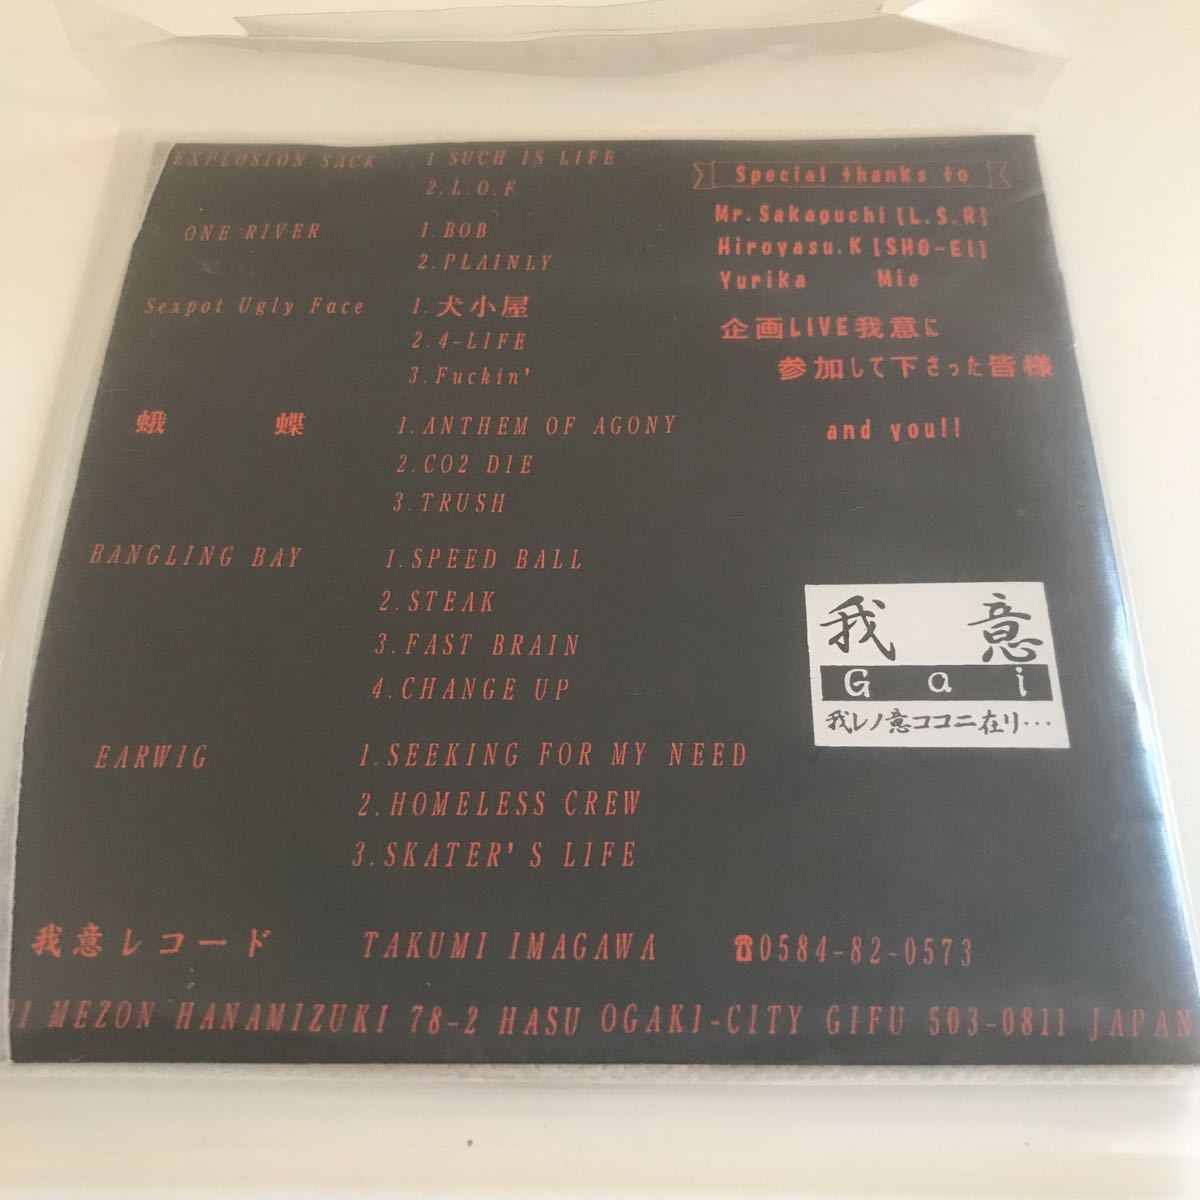 EXPLOSION SACK 1 SUCH IS LIFE
2.L.O.F
ONE RIVER 1.BOB
2.PLAINLY
Sexpot Ugly Face 1.犬小屋
2.4-LIFE
3.Fuckin'
蛾 蝶 1.ANTHEM OF AGONY
2.CO2 DIE
3.TRUSH
BANGLING BAY 1.SPEED BALL
2.STEAK
3.FAST BRAIN
4.CHANGE UP
EARWIG 1.SEEKING FOR MY NEED
2.HOMELESS CREW
3.SKATER'S LIFE
Special thanks to
Mr.Sakaguchi[L.S.R]
Hiroyasu.K[SHO-EI]
Yurika Mie
企画LIVE我意に
参加して下さった皆様
and you!!
我 意
Gai
我レノ意ココニ在リ…
我意レコード TAKUMI IMAGAWA ☎0584-82-0573
01 MEZON HANAMIZUKI 78-2 HASU OGAKI-CITY GIFU 503-0811 JAPAN